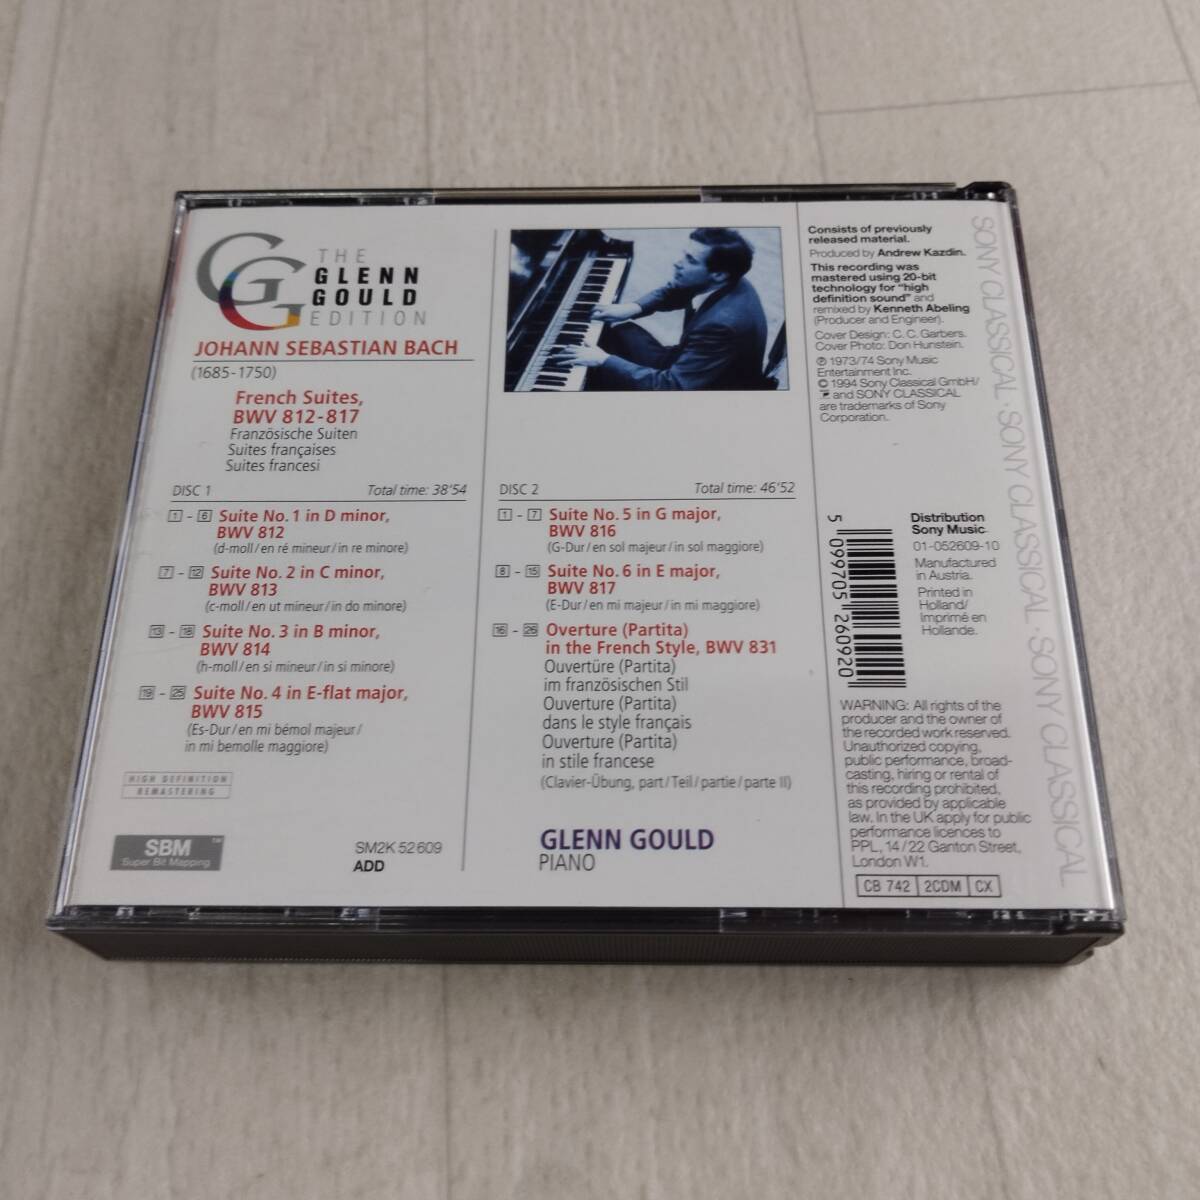 THE
GLENN
GOULD
EDITION
JOHANN SEBASTIAN BACH
(1685-1750)
French Suites,
BWV 812-817
Französische Suiten
Suites françaises
Suites francesi
DISC 1 Total time: 38'54
1 - 6 Suite No. 1 in D minor,
BWV 812
(d-moll/en ré mineur/in re minore)
7 - 12 Suite No. 2 in C minor,
BWV 813
(c-moll/en ut mineur/in do minore)
13 - 18 Suite No. 3 in B minor,
BWV 814
(h-moll/en si mineur/in si minore)
19 - 25 Suite No. 4 in E-flat major,
BWV 815
(Es-Dur/en mi bémol majeur/
in mi bemolle maggiore)
HIGH DEFINITION
REMASTERING
SBM™
Super Bit Mapping
SM2K 52 609
ADD
DISC 2 Total time: 46'52
1 - 7 Suite No. 5 in G major,
BWV 816
(G-Dur/en sol majeur/in sol maggiore)
8 - 15 Suite No. 6 in E major,
BWV 817
(E-Dur/en mi majeur/in mi maggiore)
16 - 26 Overture (Partita)
in the French Style, BWV 831
Ouvertüre (Partita)
im französischen Stil
Ouverture (Partita)
dans le style français
Ouverture (Partita)
in stile francese
(Clavier-Übung, part/Teil/partie/parte II)
GLENN GOULD
PIANO
Consists of previously
released material.
Produced by Andrew Kazdin.
This recording was
mastered using 20-bit
technology for "high
definition sound" and
remixed by Kenneth Abeling
(Producer and Engineer).
Cover Design: C. C. Garbers.
Cover Photo: Don Hunstein.
℗ 1973/74 Sony Music
Entertainment Inc.
© 1994 Sony Classical GmbH/
and SONY CLASSICAL
are trademarks of Sony
Corporation.
5 099705 260920
Distribution
Sony Music
01-052609-10
Manufactured
in Austria.
Printed in
Holland/
Imprimé en
Hollande.
WARNING: All rights of the
producer and the owner of
the recorded work reserved.
Unauthorized copying,
public performance, broad-
casting, hiring or rental of
this recording prohibited,
as provided by applicable
law. In the UK apply for public
performance licences to
PPL, 14/22 Ganton Street,
London W1.
CB 742 2CDM CX
SONY CLASSICAL · SONY CLASSICAL · SONY CLASSICAL